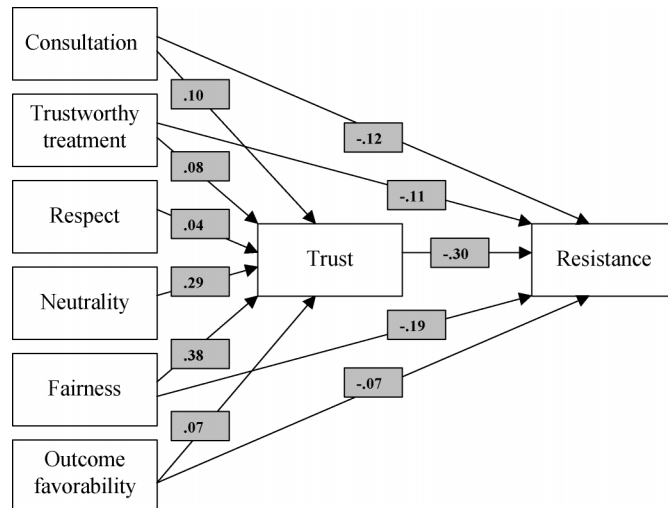 Consultation
.10
Trustworthy
treatment
-.12
.08
-.11
Respect
.04
Trust
-.30
Resistance
Neutrality
.29
-.19
.38
Fairness
-.07
.07
Outcome
favorability